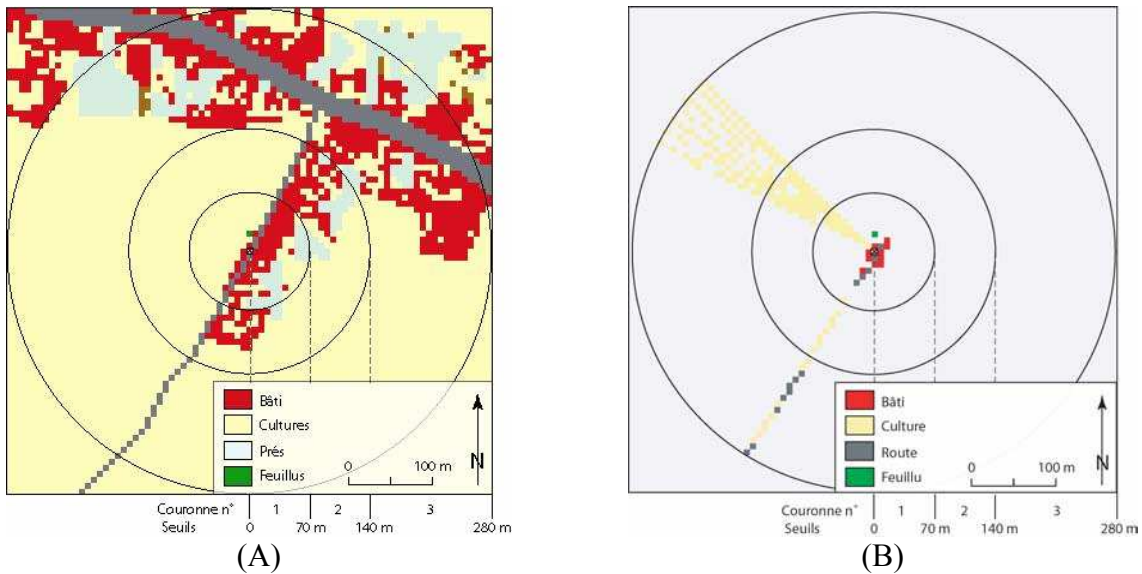 Bâti
Cultures
Prés
Feuillus
0 100 m
N
Couronne n° 1 2 3
Seuils 0 70 m 140 m 280 m
(A)
Bâti
Culture
Route
Feuillu
0 100 m
N
Couronne n° 1 2 3
Seuils 0 70 m 140 m 280 m
(B)